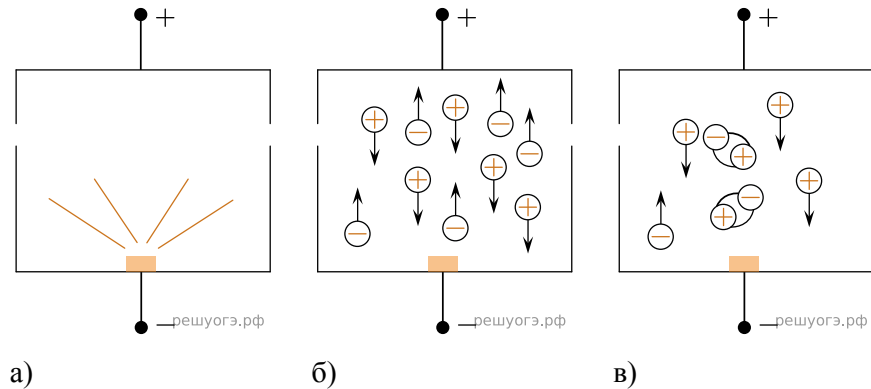 + + +
− решуогэ.рф − решуогэ.рф − решуогэ.рф
а) б) в)